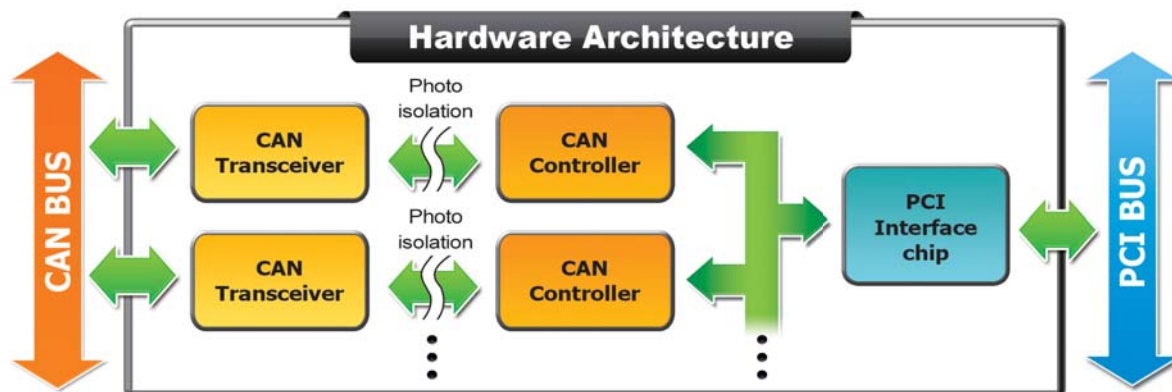 Hardware Architecture
CAN BUS
Photo
isolation
CAN
Transceiver
CAN
Controller
Photo
isolation
CAN
Transceiver
CAN
Controller
PCI
Interface
chip
PCI BUS